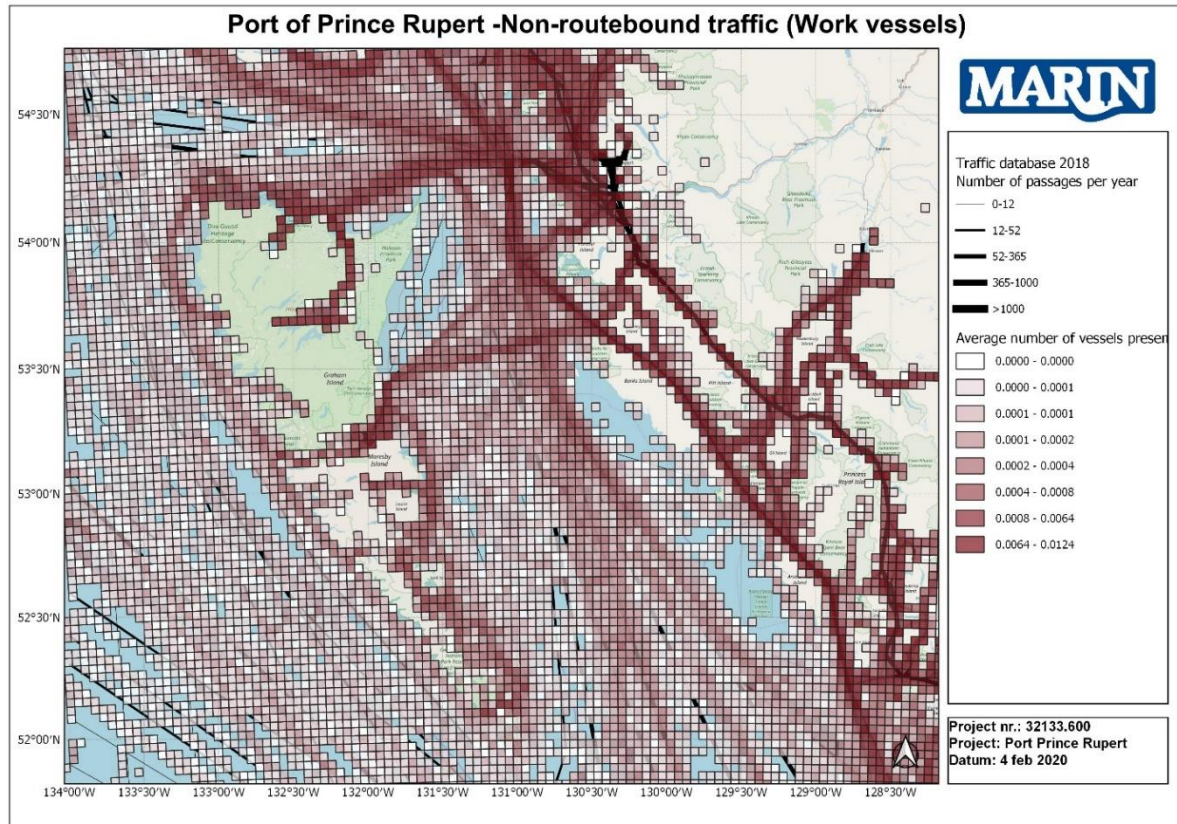 Port of Prince Rupert -Non-routebound traffic (Work vessels)
MARIN
Traffic database 2018
Number of passages per year
0-12
12-52
52-365
365-1000
>1000
Average number of vessels presen
0.0000 - 0.0000
0.0000 - 0.0001
0.0001 - 0.0001
0.0001 - 0.0002
0.0002 - 0.0004
0.0004 - 0.0008
0.0008 - 0.0064
0.0064 - 0.0124
Project nr.: 32133.600
Project: Port Prince Rupert
Datum: 4 feb 2020
54°30'N
54°00'N
53°30'N
53°00'N
52°30'N
52°00'N
Graham
Island
Moresby
Island
Banks Island
Pitt Island
Gil Island
Princess
Royal Island
134°00'W
133°30'W
133°00'W
132°30'W
132°00'W
131°30'W
131°00'W
130°30'W
130°00'W
129°30'W
129°00'W
128°30'W